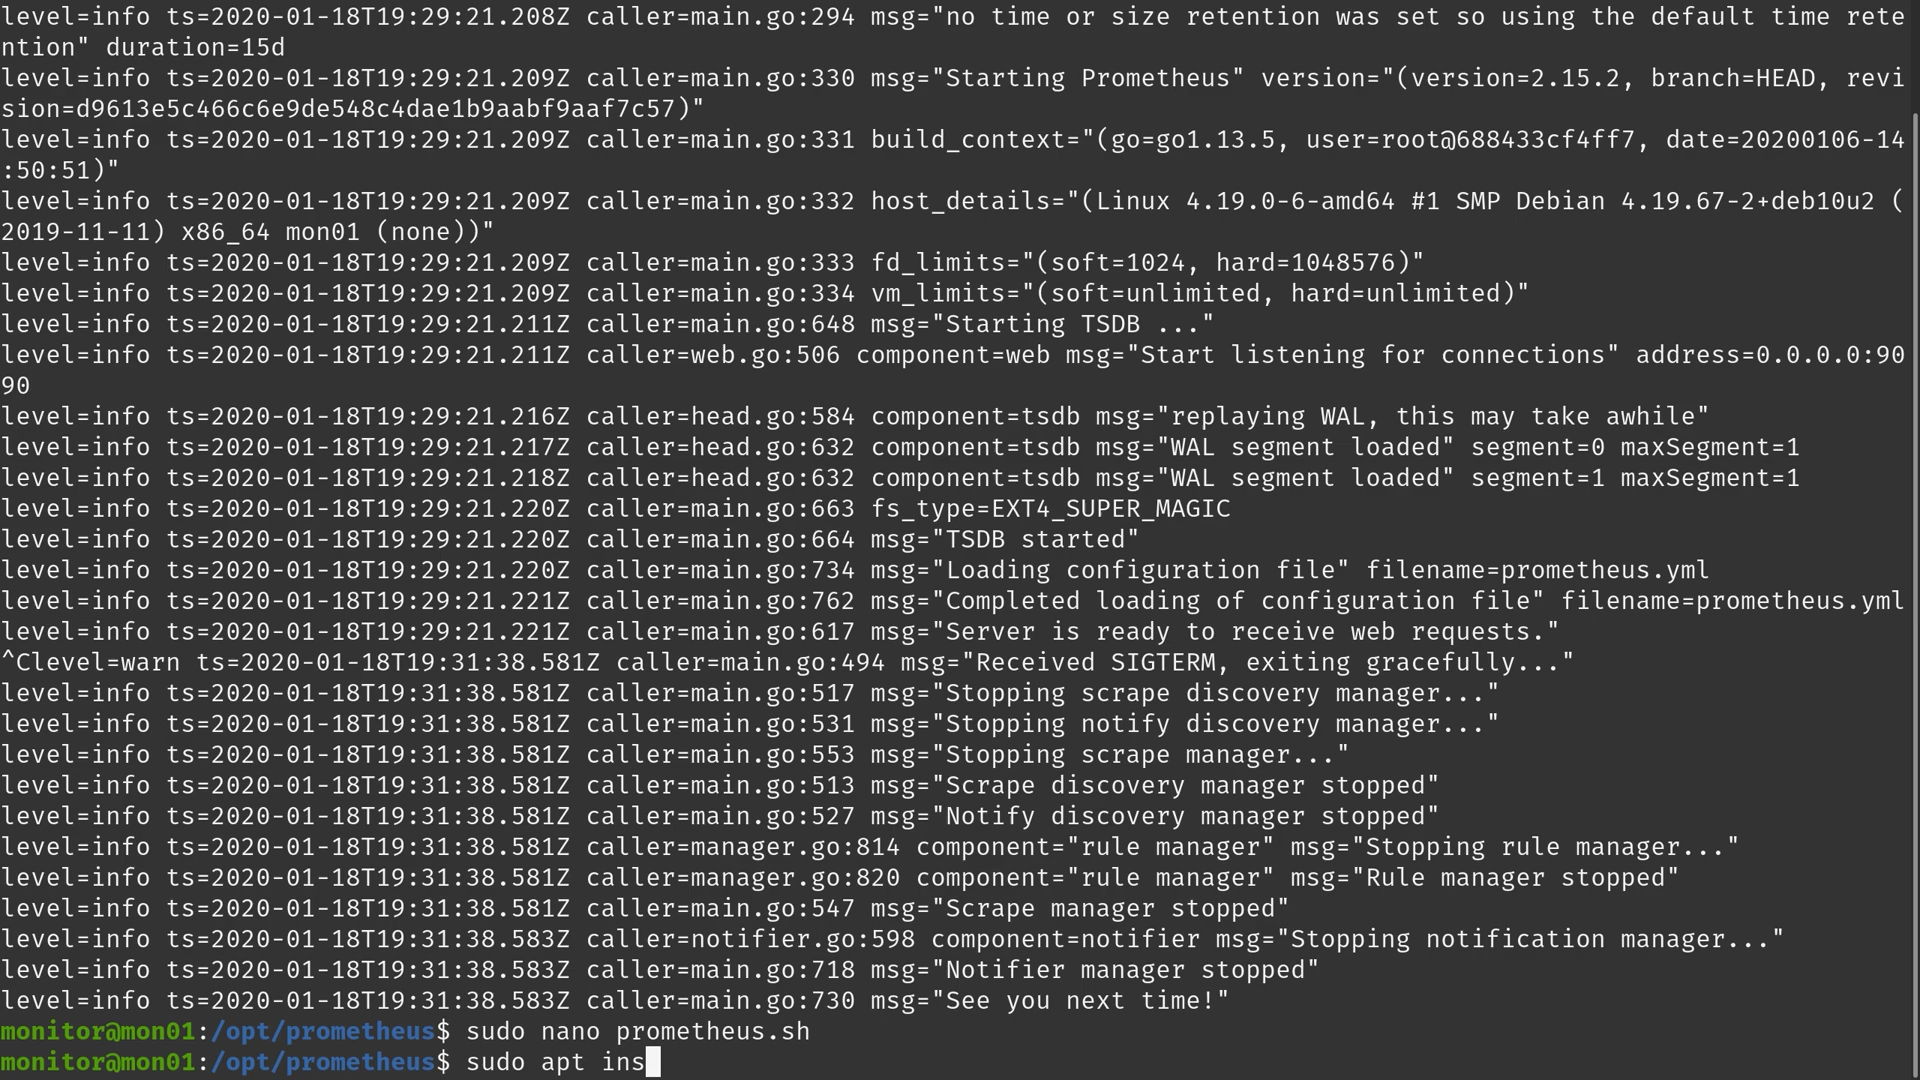 level=info ts=2020-01-18T19:29:21.208Z caller=main.go:294 msg="no time or size retention was set so using the default time rete
ntion" duration=15d
level=info ts=2020-01-18T19:29:21.209Z caller=main.go:330 msg="Starting Prometheus" version="(version=2.15.2, branch=HEAD, revi
sion=d9613e5c466c6e9de548c4dae1b9aabf9aaf7c57)"
level=info ts=2020-01-18T19:29:21.209Z caller=main.go:331 build_context="(go=go1.13.5, user=root@688433cf4ff7, date=20200106-14
:50:51)"
level=info ts=2020-01-18T19:29:21.209Z caller=main.go:332 host_details="(Linux 4.19.0-6-amd64 #1 SMP Debian 4.19.67-2+deb10u2 (
2019-11-11) x86_64 mon01 (none))"
level=info ts=2020-01-18T19:29:21.209Z caller=main.go:333 fd_limits="(soft=1024, hard=1048576)"
level=info ts=2020-01-18T19:29:21.209Z caller=main.go:334 vm_limits="(soft=unlimited, hard=unlimited)"
level=info ts=2020-01-18T19:29:21.211Z caller=main.go:648 msg="Starting TSDB ..."
level=info ts=2020-01-18T19:29:21.211Z caller=web.go:506 component=web msg="Start listening for connections" address=0.0.0.0:90
90
level=info ts=2020-01-18T19:29:21.216Z caller=head.go:584 component=tsdb msg="replaying WAL, this may take awhile"
level=info ts=2020-01-18T19:29:21.217Z caller=head.go:632 component=tsdb msg="WAL segment loaded" segment=0 maxSegment=1
level=info ts=2020-01-18T19:29:21.218Z caller=head.go:632 component=tsdb msg="WAL segment loaded" segment=1 maxSegment=1
level=info ts=2020-01-18T19:29:21.220Z caller=main.go:663 fs_type=EXT4_SUPER_MAGIC
level=info ts=2020-01-18T19:29:21.220Z caller=main.go:664 msg="TSDB started"
level=info ts=2020-01-18T19:29:21.220Z caller=main.go:734 msg="Loading configuration file" filename=prometheus.yml
level=info ts=2020-01-18T19:29:21.221Z caller=main.go:762 msg="Completed loading of configuration file" filename=prometheus.yml
level=info ts=2020-01-18T19:29:21.221Z caller=main.go:617 msg="Server is ready to receive web requests."
^Clevel=warn ts=2020-01-18T19:31:38.581Z caller=main.go:494 msg="Received SIGTERM, exiting gracefully..."
level=info ts=2020-01-18T19:31:38.581Z caller=main.go:517 msg="Stopping scrape discovery manager..."
level=info ts=2020-01-18T19:31:38.581Z caller=main.go:531 msg="Stopping notify discovery manager..."
level=info ts=2020-01-18T19:31:38.581Z caller=main.go:553 msg="Stopping scrape manager..."
level=info ts=2020-01-18T19:31:38.581Z caller=main.go:513 msg="Scrape discovery manager stopped"
level=info ts=2020-01-18T19:31:38.581Z caller=main.go:527 msg="Notify discovery manager stopped"
level=info ts=2020-01-18T19:31:38.581Z caller=manager.go:814 component="rule manager" msg="Stopping rule manager..."
level=info ts=2020-01-18T19:31:38.581Z caller=manager.go:820 component="rule manager" msg="Rule manager stopped"
level=info ts=2020-01-18T19:31:38.581Z caller=main.go:547 msg="Scrape manager stopped"
level=info ts=2020-01-18T19:31:38.583Z caller=notifier.go:598 component=notifier msg="Stopping notification manager..."
level=info ts=2020-01-18T19:31:38.583Z caller=main.go:718 msg="Notifier manager stopped"
level=info ts=2020-01-18T19:31:38.583Z caller=main.go:730 msg="See you next time!"
monitor@mon01:/opt/prometheus$ sudo nano prometheus.sh
monitor@mon01:/opt/prometheus$ sudo apt ins